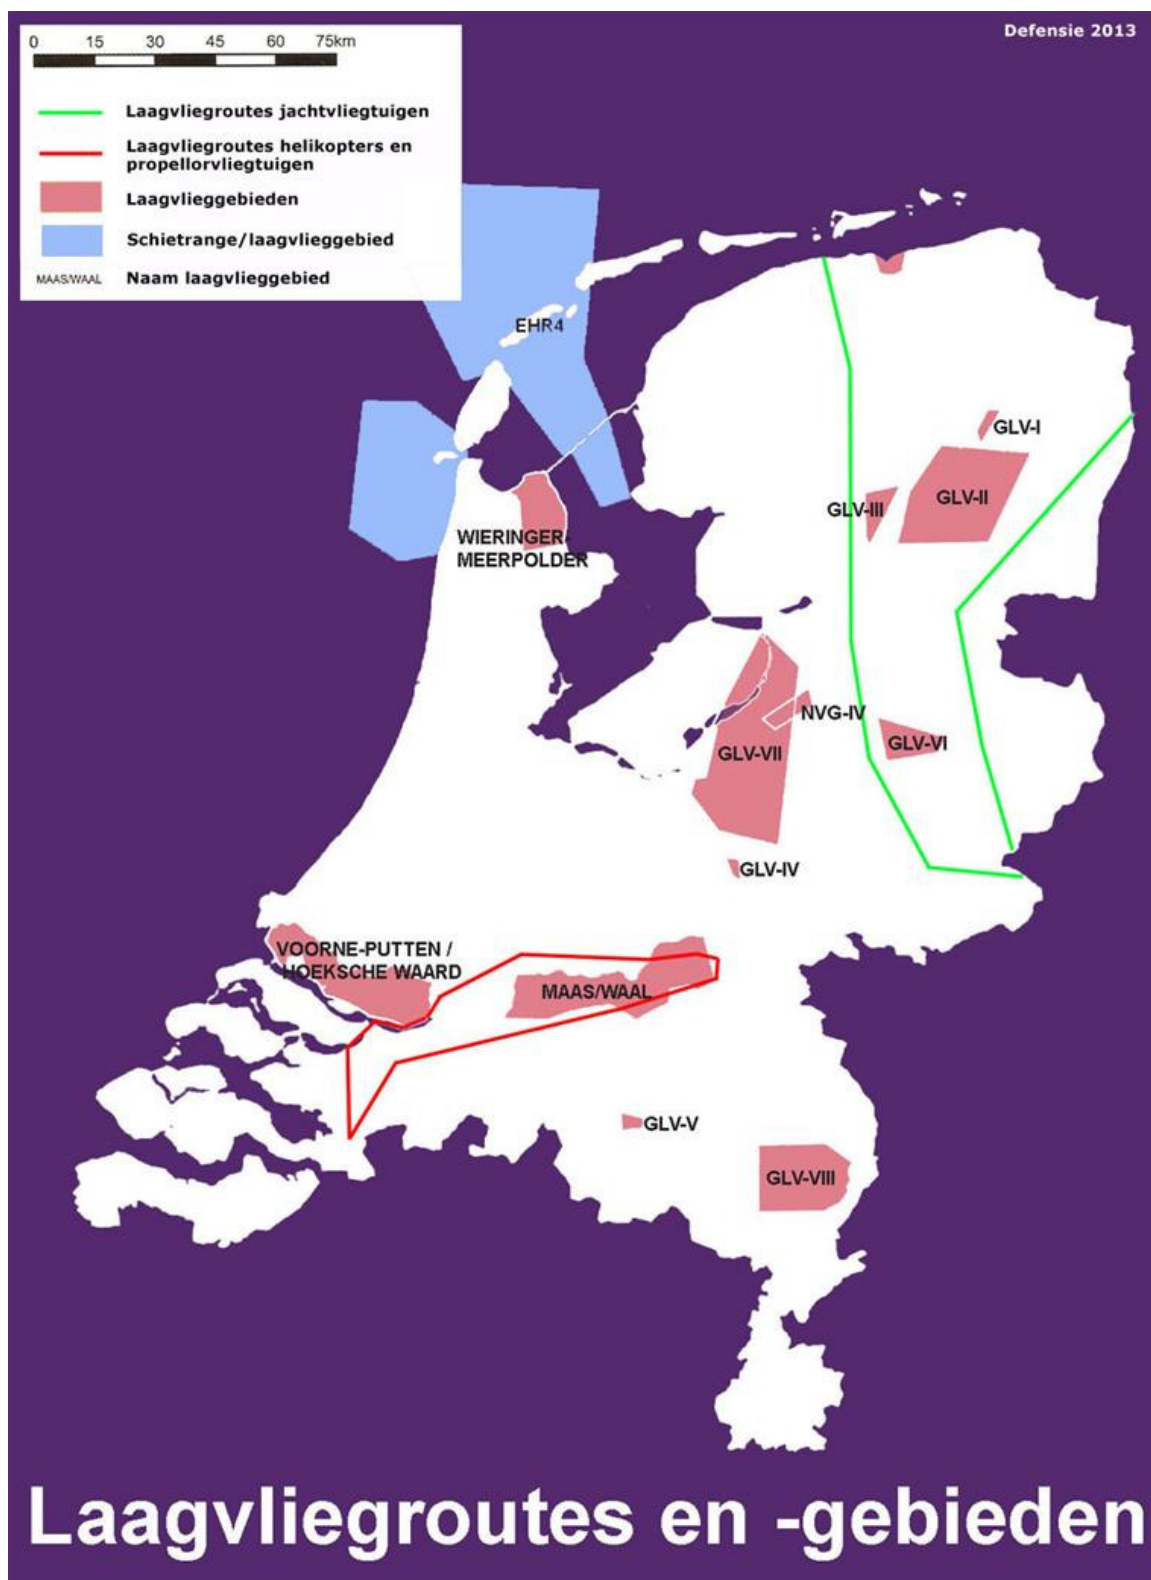 Defensie 2013
0 15 30 45 60 75km
Laagvliegroutes jachtvliegtuigen
Laagvliegroutes helikopters en
propellorvliegtuigen
Laagvlieggebieden
Schietrange/laagvlieggebied
MAAS/WAAL Naam laagvlieggebied
EHR4
GLV-I
GLV-II
GLV-III
WIERINGER-
MEERPOLDER
NVG-IV
GLV-VI
GLV-VII
GLV-IV
VOORNE-PUTTEN /
HOEKSCHE WAARD
MAAS/WAAL
GLV-V
GLV-VIII
Laagvliegroutes en -gebieden